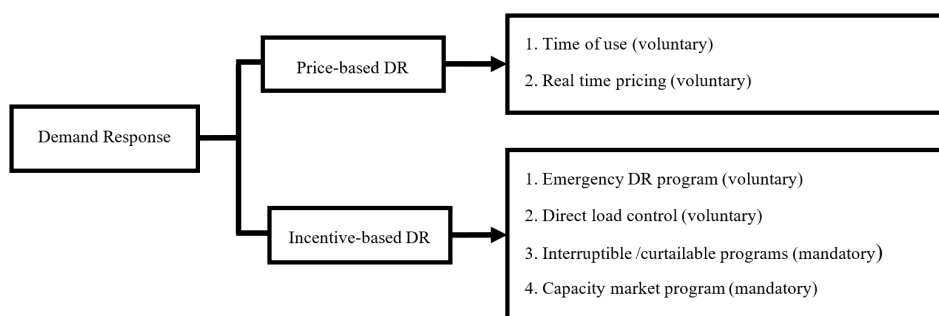 Demand Response
Price-based DR
1. Time of use (voluntary)
2. Real time pricing (voluntary)
Incentive-based DR
1. Emergency DR program (voluntary)
2. Direct load control (voluntary)
3. Interruptible /curtailable programs (mandatory)
4. Capacity market program (mandatory)